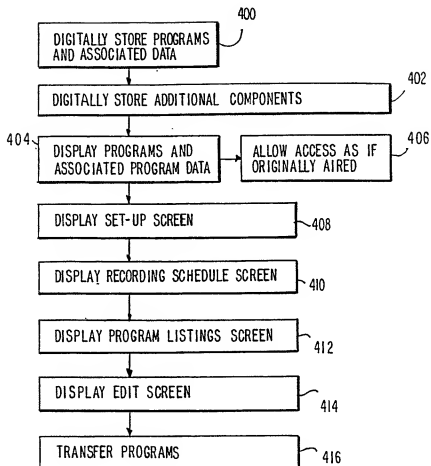 DIGITALLY STORE PROGRAMS
AND ASSOCIATED DATA
400
DIGITALLY STORE ADDITIONAL COMPONENTS
402
404
DISPLAY PROGRAMS AND
ASSOCIATED PROGRAM DATA
ALLOW ACCESS AS IF
ORIGINALLY AIRED
406
DISPLAY SET-UP SCREEN
408
DISPLAY RECORDING SCHEDULE SCREEN
410
DISPLAY PROGRAM LISTINGS SCREEN
412
DISPLAY EDIT SCREEN
414
TRANSFER PROGRAMS
416